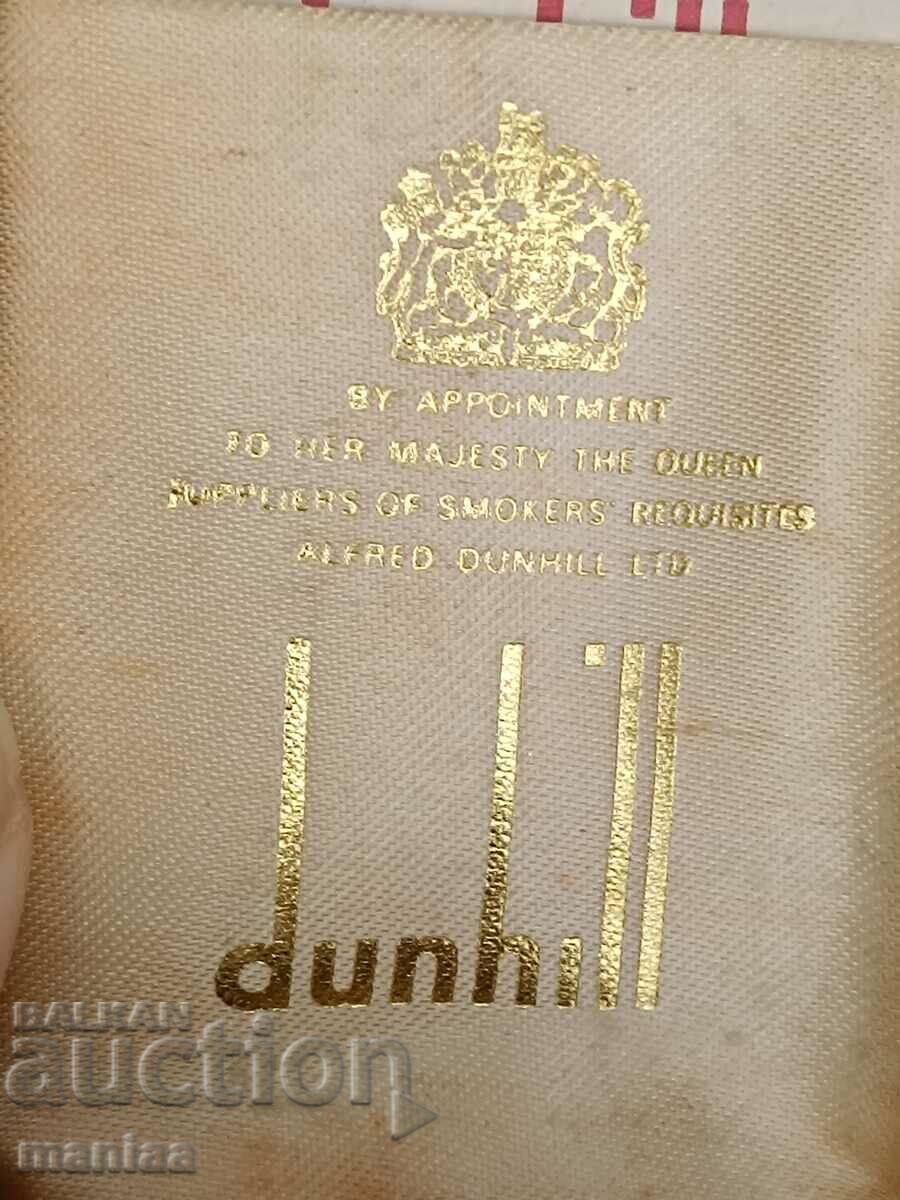 BY APPOINTMENT
TO HER MAJESTY THE QUEEN
SUPPLIERS OF SMOKERS' REQUISITES
ALFRED DUNHILL LTD
dunhill
BALKAN
auction
maniaa